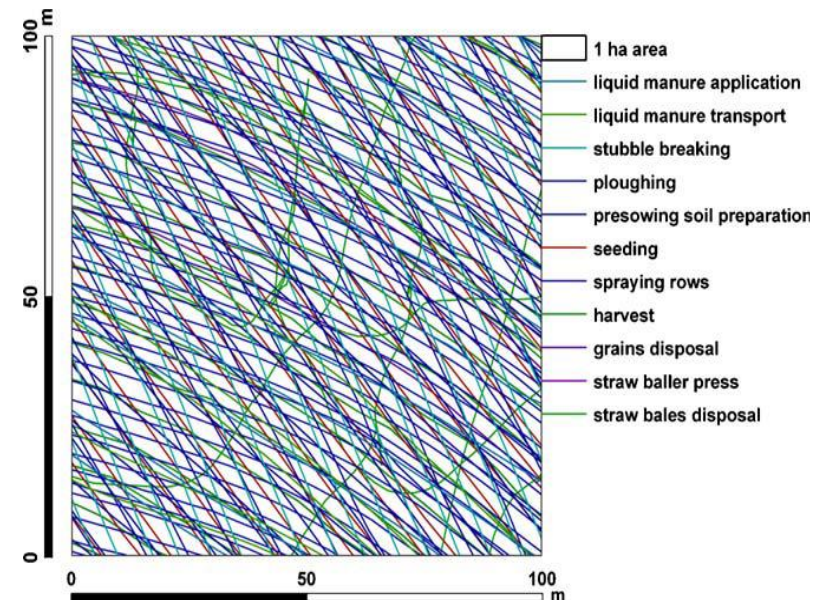 m
100
50
0
1 ha area
liquid manure application
liquid manure transport
stubble breaking
ploughing
presowing soil preparation
seeding
spraying rows
harvest
grains disposal
straw baller press
straw bales disposal
0 50 100
m